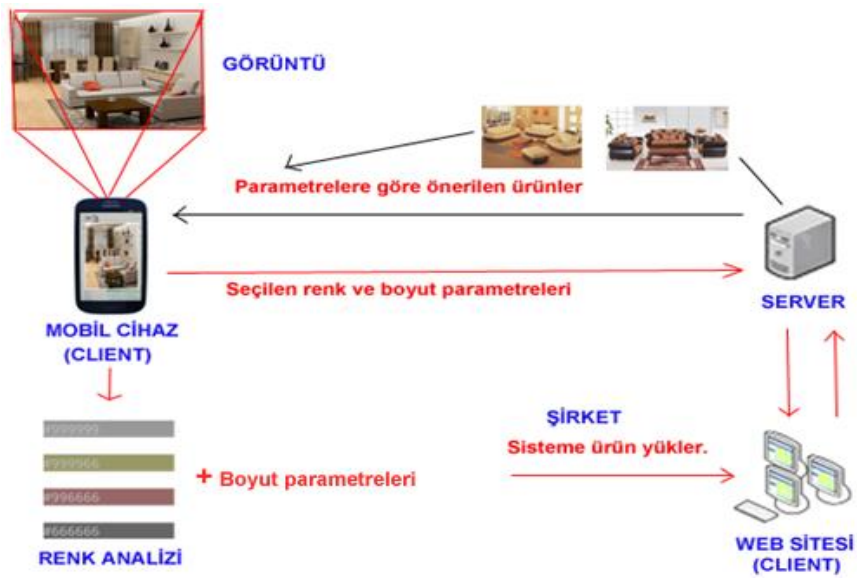 GÖRÜNTÜ
Parametrelere göre önerilen ürünler
Seçilen renk ve boyut parametreleri
SERVER
MOBİL CİHAZ
(CLIENT)
ŞİRKET
Sisteme ürün yükler.
#999999
#999966
+ Boyut parametreleri
#996666
#666666
RENK ANALİZİ
WEB SİTESİ
(CLIENT)